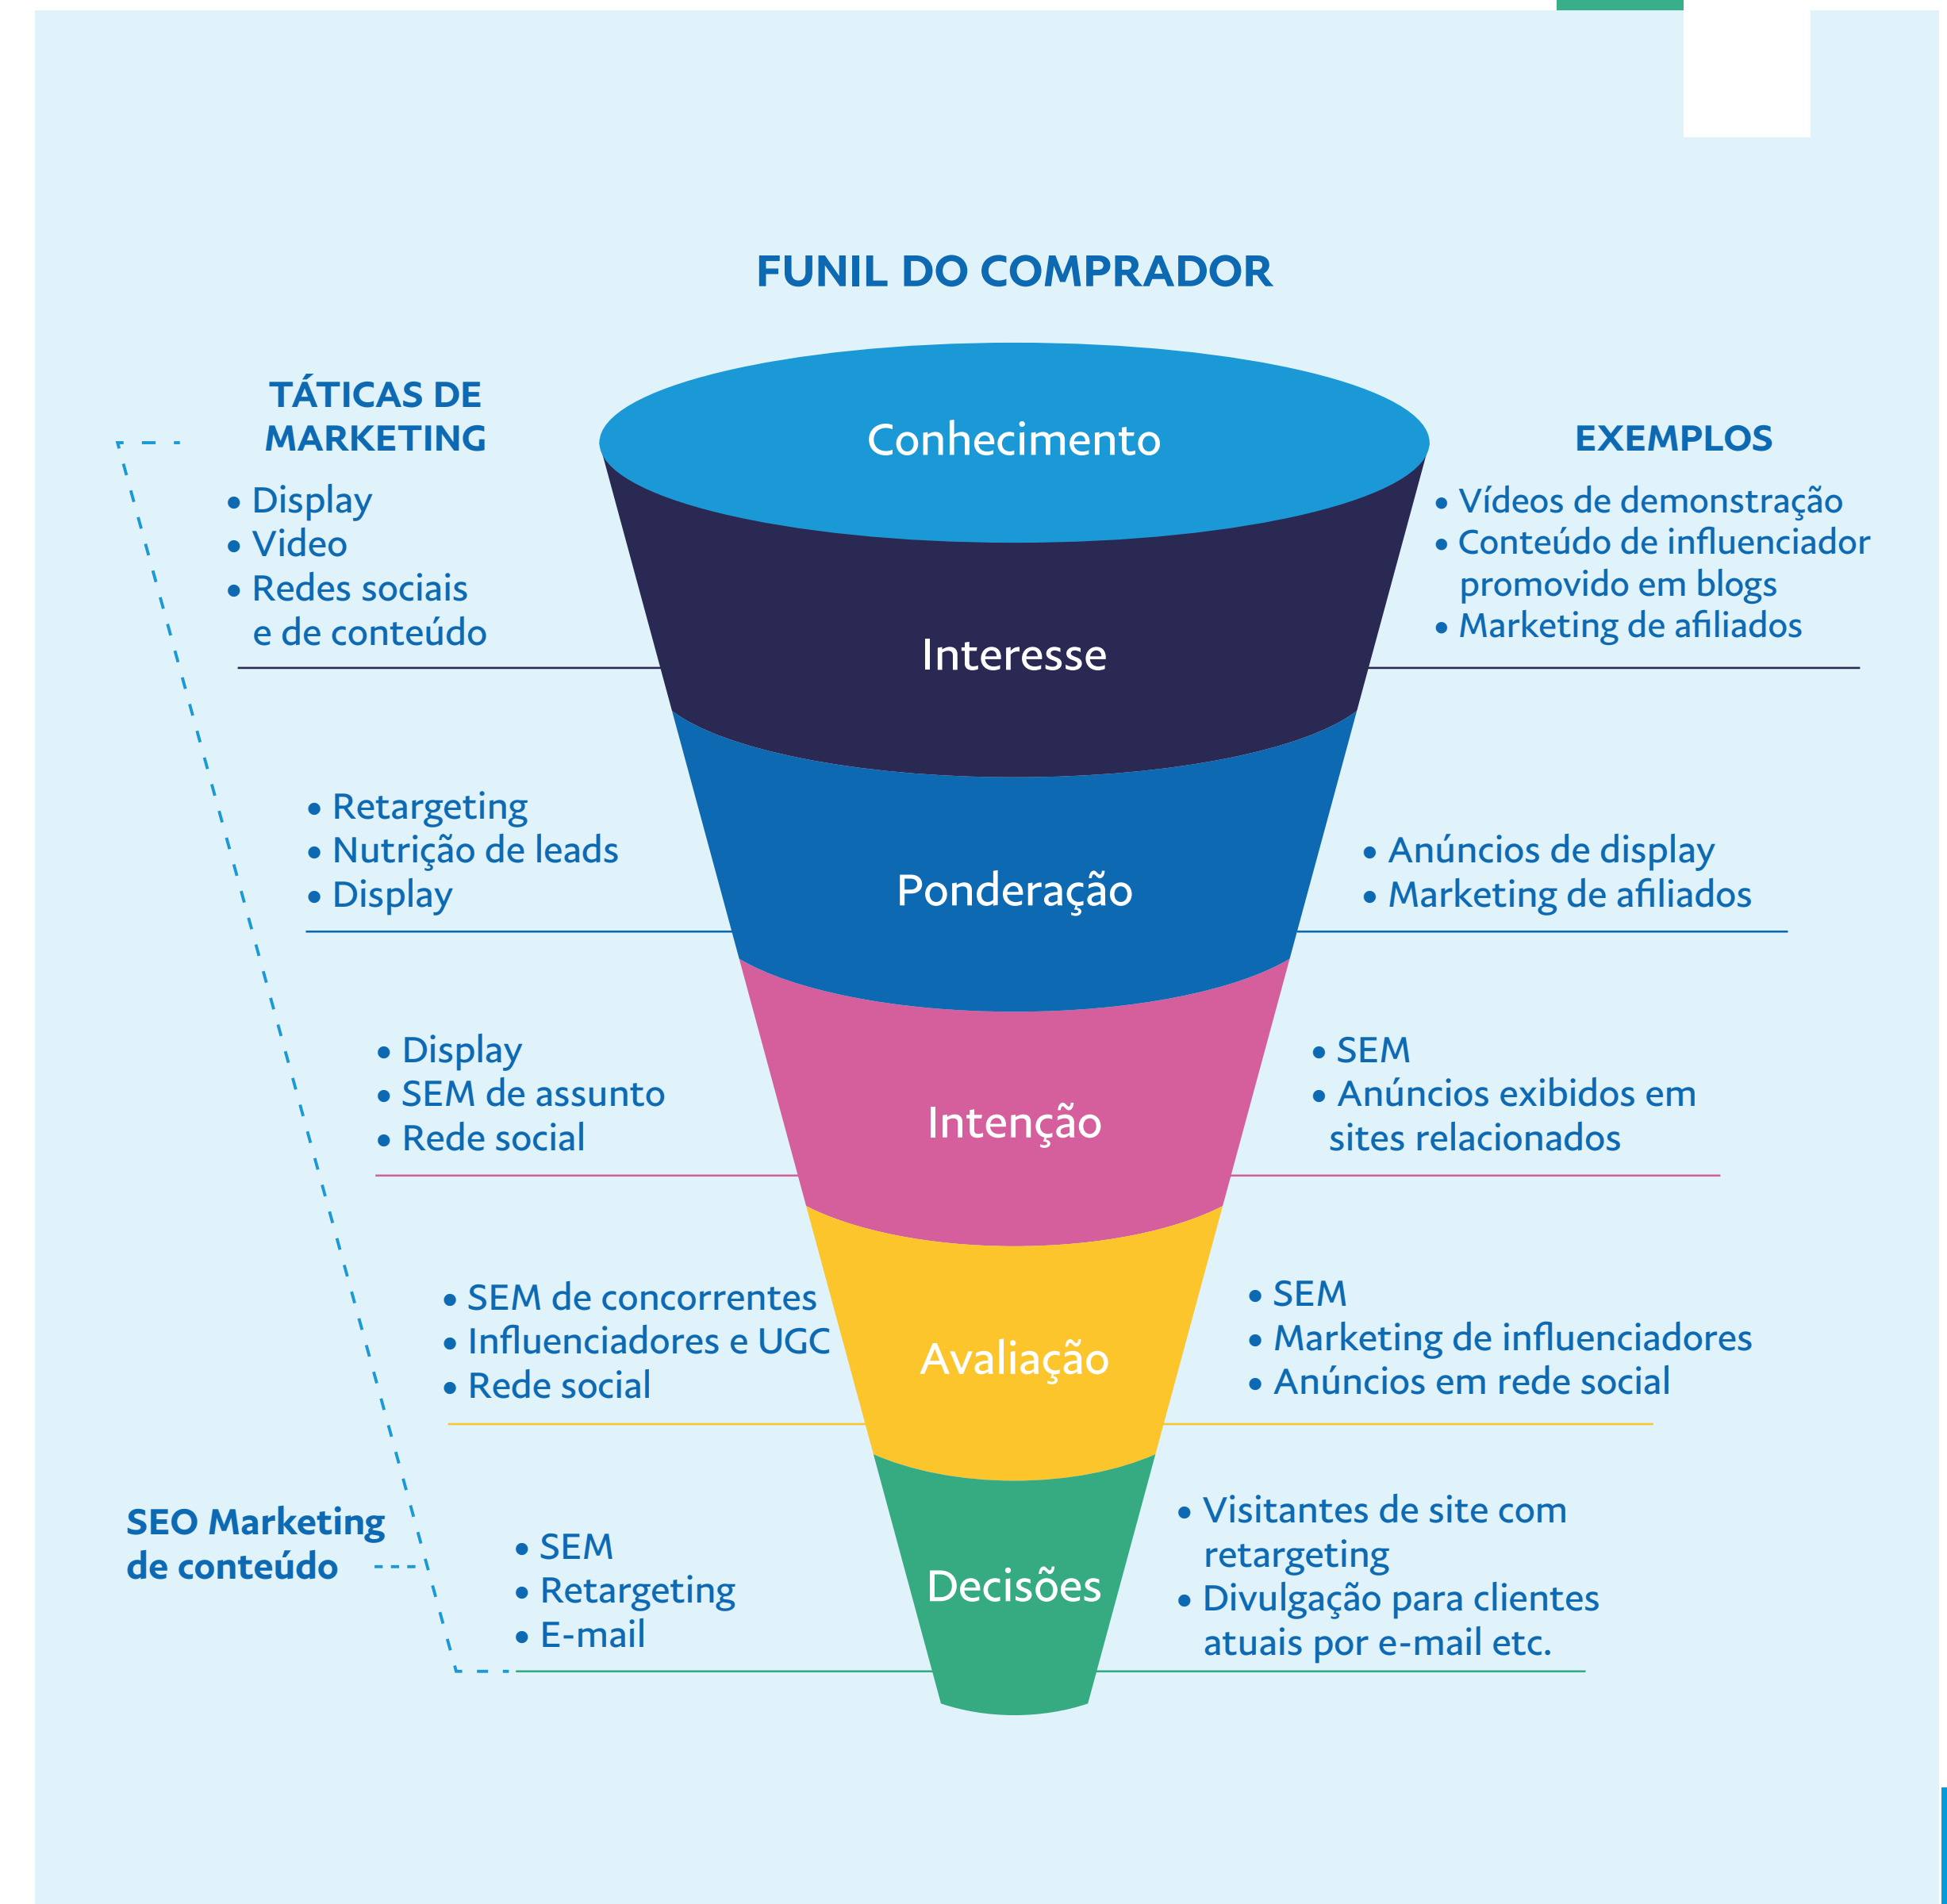 FUNIL DO COMPRADOR
TÁTICAS DE
MARKETING
• Display
• Video
• Redes sociais
e de conteúdo
Conhecimento
Interesse
EXEMPLOS
• Vídeos de demonstração
• Conteúdo de influenciador
promovido em blogs
• Marketing de afiliados
• Retargeting
• Nutrição de leads
• Display
Ponderação
• Anúncios de display
• Marketing de afiliados
• Display
• SEM de assunto
• Rede social
Intenção
• SEM
• Anúncios exibidos em
sites relacionados
• SEM de concorrentes
• Influenciadores e UGC
• Rede social
Avaliação
• SEM
• Marketing de influenciadores
• Anúncios em rede social
SEO Marketing
de conteúdo
• SEM
• Retargeting
• E-mail
Decisões
• Visitantes de site com
retargeting
• Divulgação para clientes
atuais por e-mail etc.